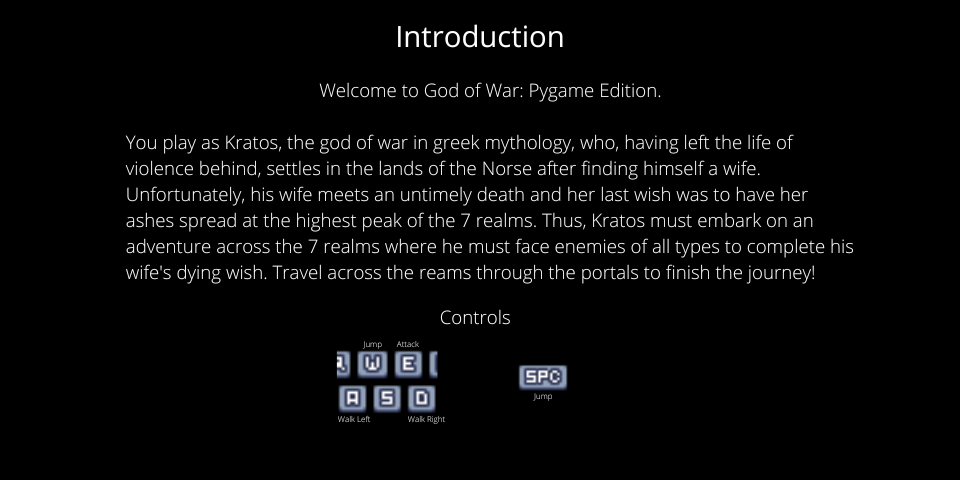 Introduction
Welcome to God of War: Pygame Edition.
You play as Kratos, the god of war in greek mythology, who, having left the life of
violence behind, settles in the lands of the Norse after finding himself a wife.
Unfortunately, his wife meets an untimely death and her last wish was to have her
ashes spread at the highest peak of the 7 realms. Thus, Kratos must embark on an
adventure across the 7 realms where he must face enemies of all types to complete his
wife's dying wish. Travel across the reams through the portals to finish the journey!
Controls
Jump Attack
W E
SPC
A S D
Jump
Walk Left Walk Right